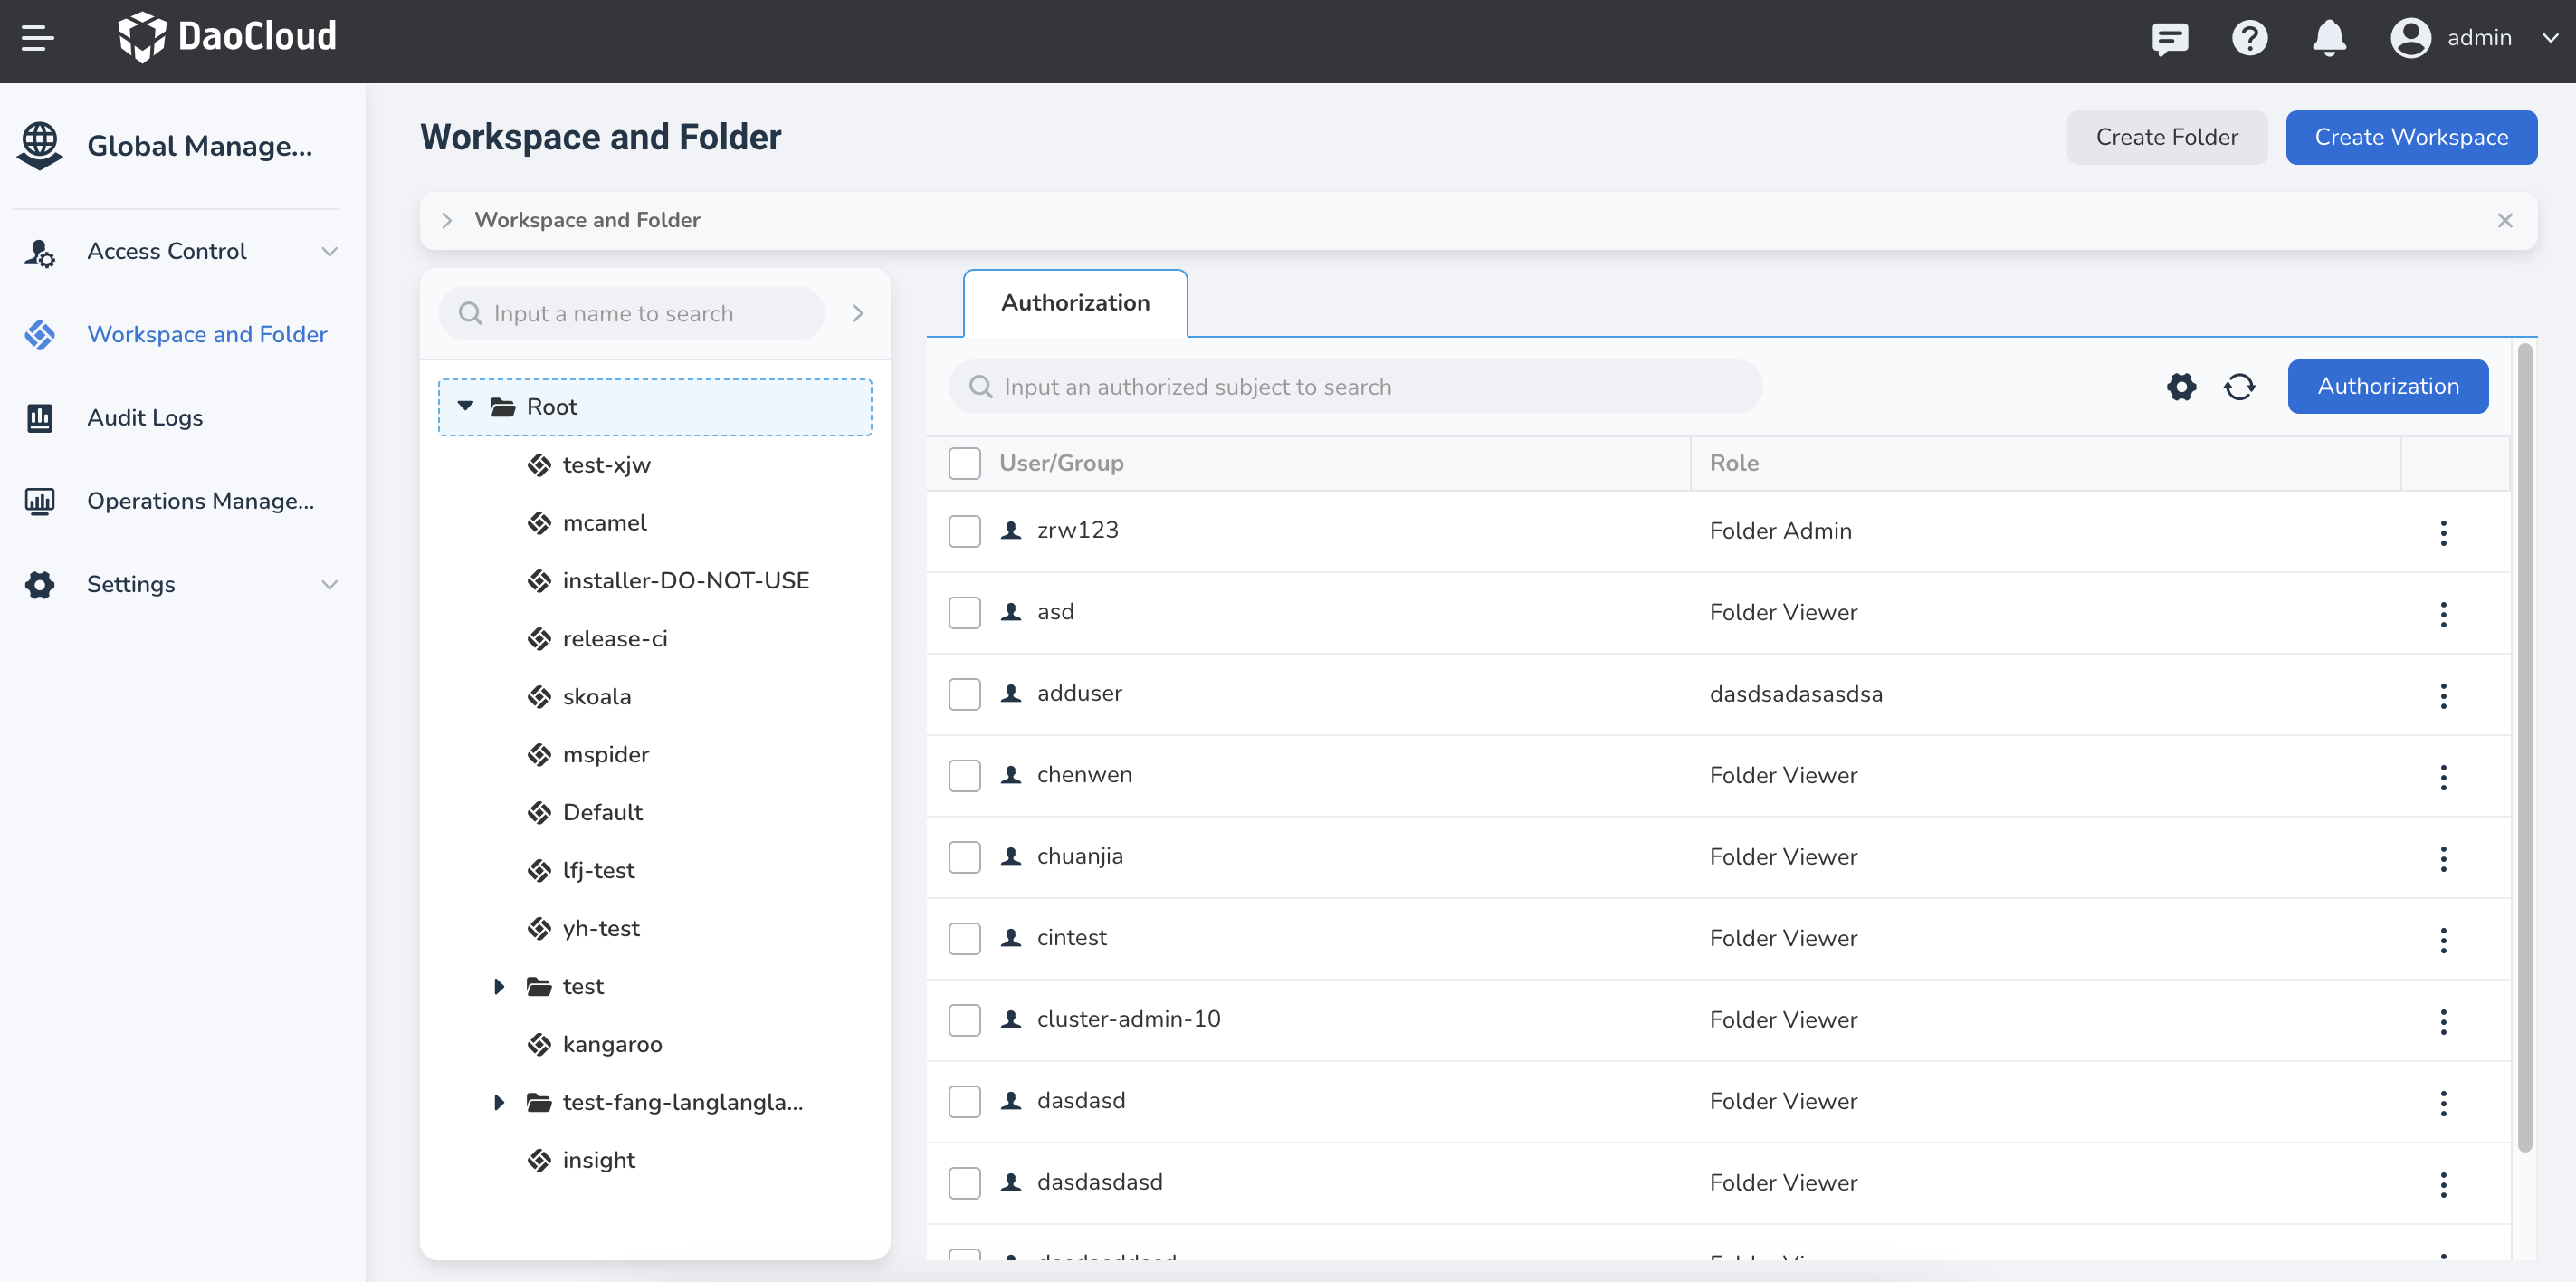 DaoCloud
admin
Global Manage...
Access Control
Workspace and Folder
Audit Logs
Operations Manage...
Settings
Workspace and Folder
Create Folder
Create Workspace
Workspace and Folder
Input a name to search
Root
test-xjw
mcamel
installer-DO-NOT-USE
release-ci
skoala
mspider
Default
lfj-test
yh-test
test
kangaroo
test-fang-langlangla...
insight
Authorization
Input an authorized subject to search
Authorization
User/Group Role
zrw123 Folder Admin
asd Folder Viewer
adduser dasdsadasasdsa
chenwen Folder Viewer
chuanjia Folder Viewer
cintest Folder Viewer
cluster-admin-10 Folder Viewer
dasdasd Folder Viewer
dasdasdasd Folder Viewer